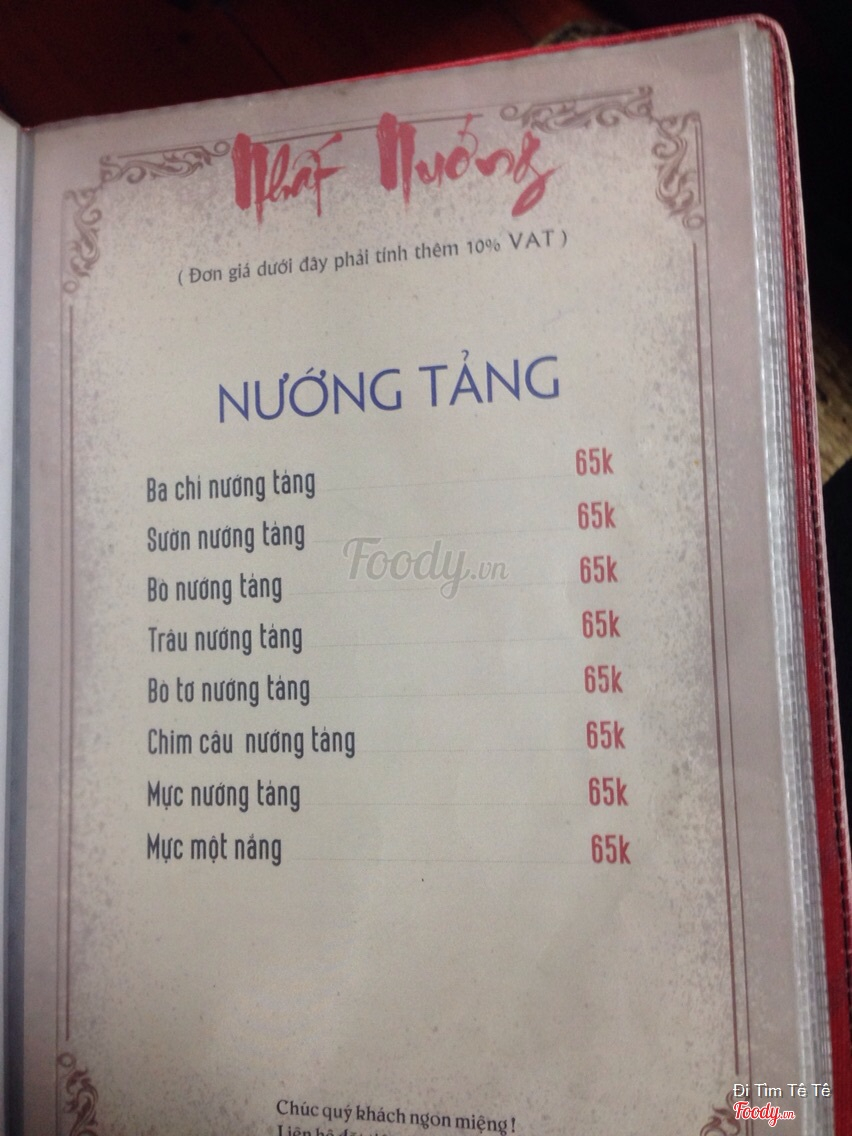 Nhất Nướng
( Đơn giá dưới đây phải tính thêm 10% VAT )
NƯỚNG TẢNG
Ba chỉ nướng tảng 65k
Sườn nướng tảng 65k
Bò nướng tảng 65k
Trâu nướng tảng 65k
Bò tơ nướng tảng 65k
Chim câu nướng tảng 65k
Mực nướng tảng 65k
Mực một nắng 65k
Foody.vn
Chúc quý khách ngon miệng !
Liên hệ đặt
Đi Tìm Tê Tê
Foody.vn